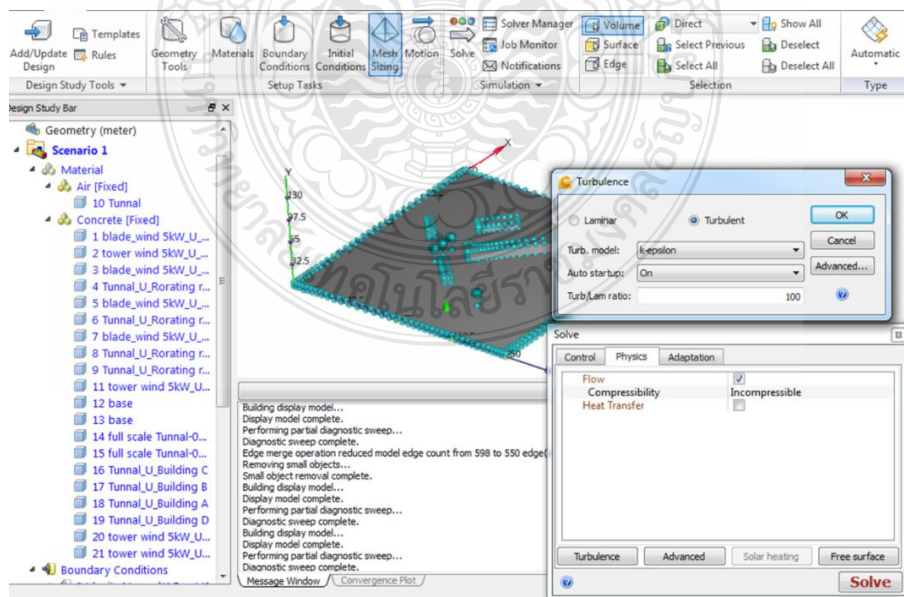 Add/Update Design
Templates
Rules
Geometry Tools
Materials
Boundary Conditions
Initial Conditions
Mesh Sizing
Motion
Solve
Solver Manager
Job Monitor
Notifications
Volume
Surface
Edge
Direct
Select Previous
Select All
Show All
Deselect
Deselect All
Automatic
Design Study Tools
Setup Tasks
Simulation
Selection
Type
Design Study Bar
Geometry (meter)
Scenario 1
Material
Air [Fixed]
10 Tunnal
Concrete [Fixed]
1 blade_wind 5kW_U_...
2 tower wind 5kW_U_...
3 blade_wind 5kW_U_...
4 Tunnal_U_Rorating r...
5 blade_wind 5kW_U_...
6 Tunnal_U_Rorating r...
7 blade_wind 5kW_U_...
8 Tunnal_U_Rorating r...
9 Tunnal_U_Rorating r...
11 tower wind 5kW_U...
12 base
13 base
14 full scale Tunnal-0...
15 full scale Tunnal-0...
16 Tunnal_U_Building C
17 Tunnal_U_Building B
18 Tunnal_U_Building A
19 Tunnal_U_Building D
20 tower wind 5kW_U...
21 tower wind 5kW_U...
Boundary Conditions
Y
X
130
97.5
65
32.5
Building display model...
Display model complete.
Performing partial diagnostic sweep...
Diagnostic sweep complete.
Edge merge operation reduced model edge count from 598 to 550 edge(
Removing small objects...
Small object removal complete.
Building display model...
Display model complete.
Performing partial diagnostic sweep...
Diagnostic sweep complete.
Building display model...
Display model complete.
Performing partial diagnostic sweep...
Diagnostic sweep complete.
Message Window
Convergence Plot
Turbulence
Laminar
Turbulent
OK
Turb. model:
k-epsilon
Cancel
Auto startup:
On
Advanced...
Turb/Lam ratio:
100
Solve
Control
Physics
Adaptation
Flow
Compressibility
Incompressible
Heat Transfer
Turbulence
Advanced
Solar heating
Free surface
Solve